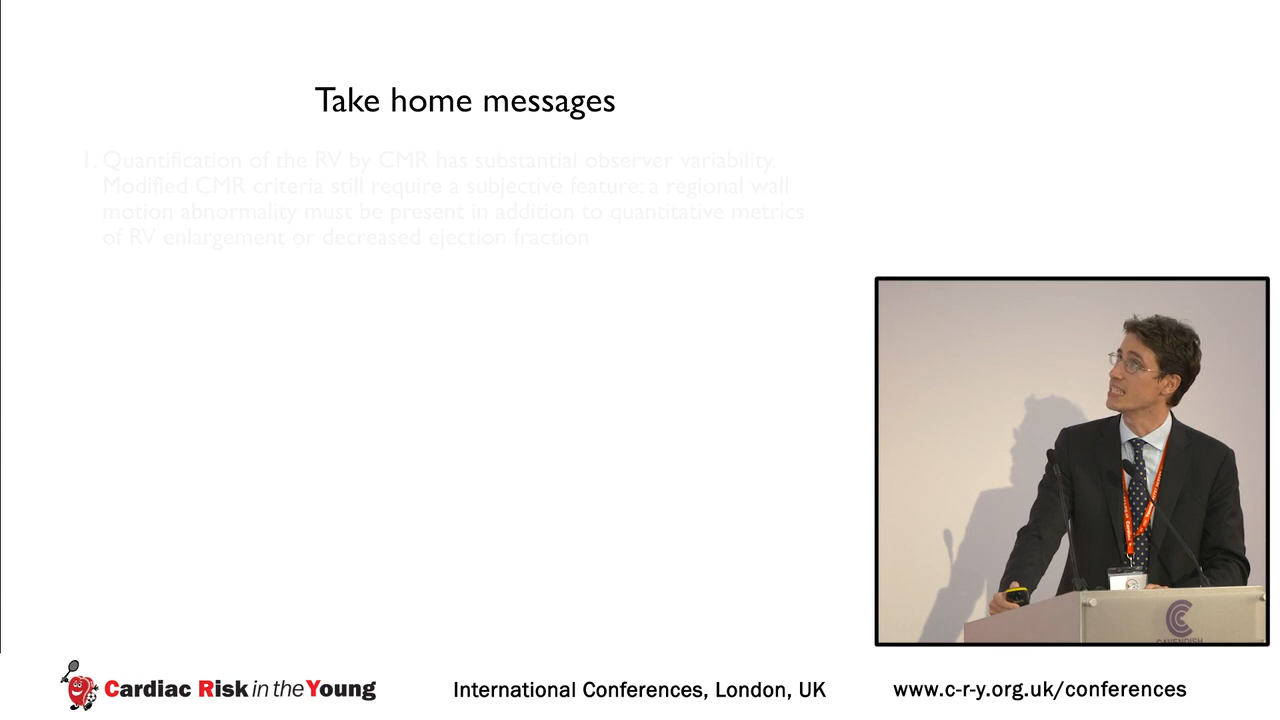 Take home messages
1. Quantification of the RV by CMR has substantial observer variability.
Modified CMR criteria still require a subjective feature: a regional wall
motion abnormality must be present in addition to quantitative metrics
of RV enlargement or decreased ejection fraction
CAVENDISH
Cardiac Risk in the Young
International Conferences, London, UK
www.c-r-y.org.uk/conferences